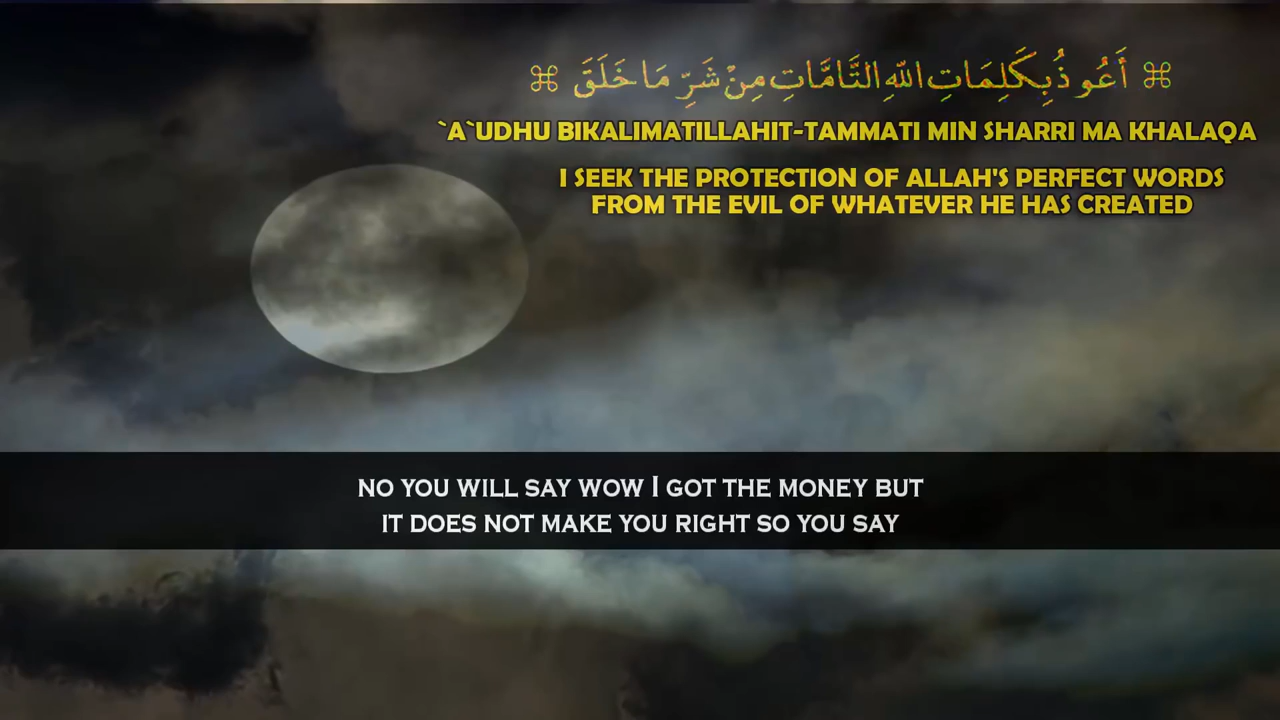 ⌘ أَعُوذُ بِكَلِمَاتِ اللهِ التَّامَّاتِ مِنْ شَرِّ مَا خَلَقَ ⌘
`A`UDHU BIKALIMATILLAHIT-TAMMATI MIN SHARRI MA KHALAQA
I SEEK THE PROTECTION OF ALLAH'S PERFECT WORDS
FROM THE EVIL OF WHATEVER HE HAS CREATED
NO YOU WILL SAY WOW I GOT THE MONEY BUT
IT DOES NOT MAKE YOU RIGHT SO YOU SAY